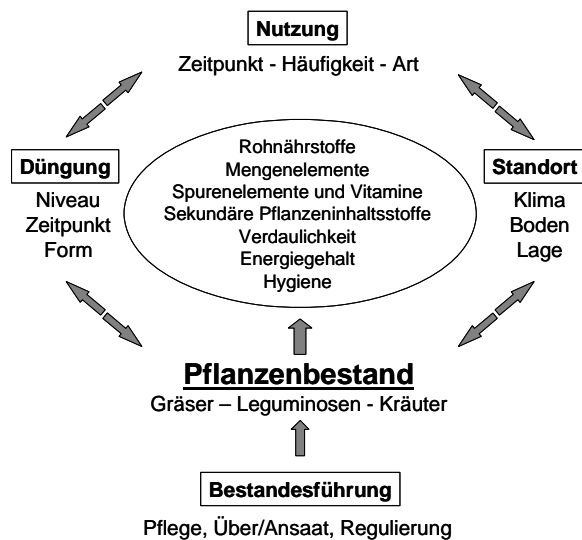 Nutzung
Zeitpunkt - Häufigkeit - Art
Düngung
Niveau
Zeitpunkt
Form
Rohnährstoffe
Mengenelemente
Spurenelemente und Vitamine
Sekundäre Pflanzeninhaltsstoffe
Verdaulichkeit
Energiegehalt
Hygiene
Standort
Klima
Boden
Lage
Pflanzenbestand
Gräser – Leguminosen - Kräuter
Bestandesführung
Pflege, Über/Ansaat, Regulierung